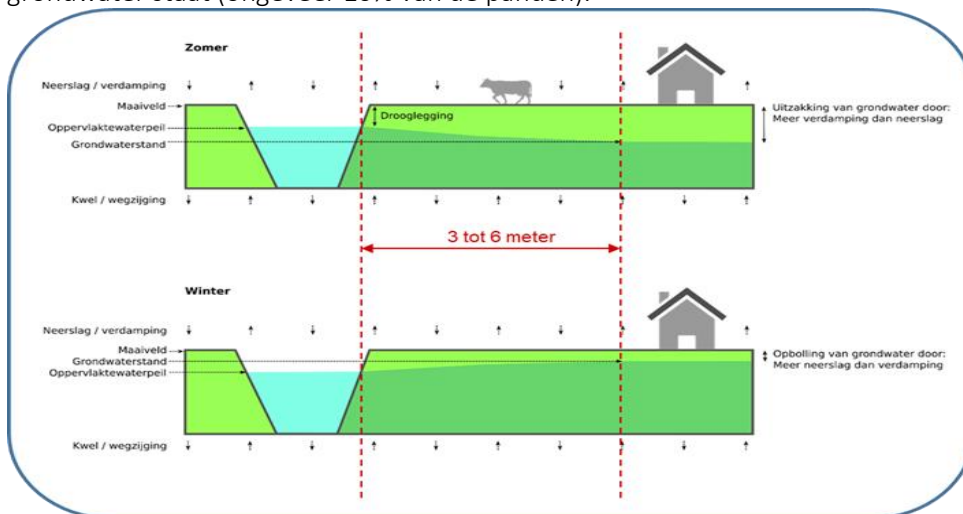 grondwater staat (ongeveer 25% van de panden).
Zomer
Neerslag / verdamping
Maaiveld
Drooglegging
Oppervlaktewaterpeil
Grondwaterstand
Uitzakking van grondwater door:
Meer verdamping dan neerslag
Kwel / wegzijging
3 tot 6 meter
Winter
Neerslag / verdamping
Maaiveld
Grondwaterstand
Oppervlaktewaterpeil
Opbolling van grondwater door:
Meer neerslag dan verdamping
Kwel / wegzijging